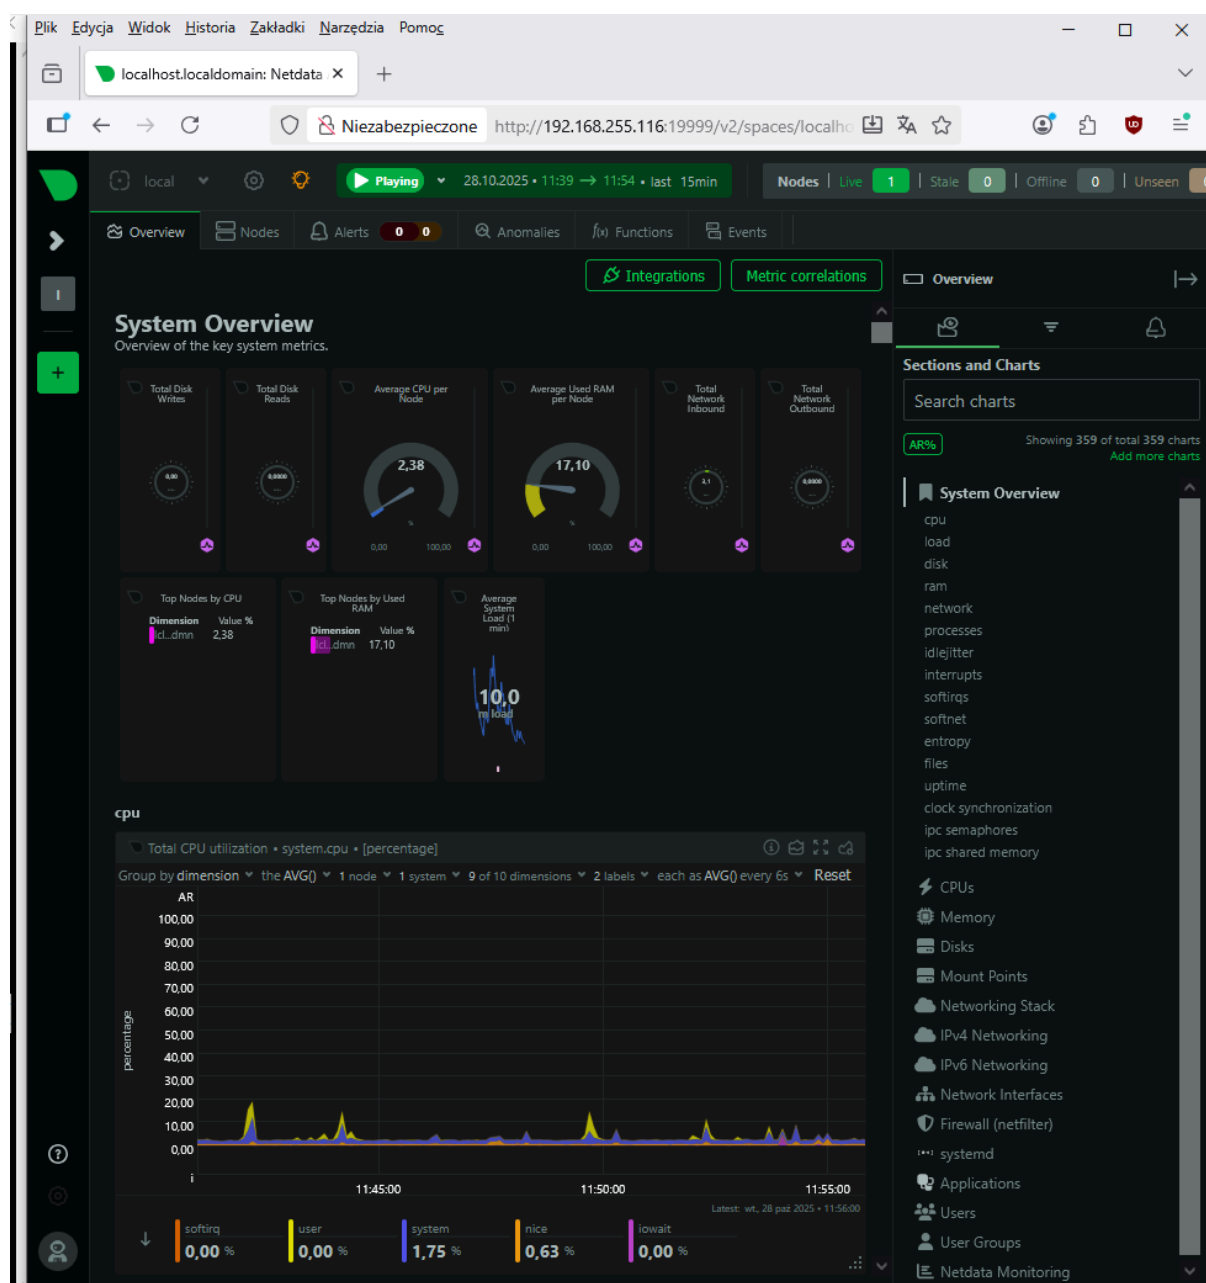 Plik Edycja Widok Historia Zakładki Narzędzia Pomoc
localhost.localdomain: Netdata
Niezabezpieczone http://192.168.255.116:19999/v2/spaces/localho
local Playing 28.10.2025 • 11:39 → 11:54 • last 15min Nodes | Live 1 | Stale 0 | Offline 0 | Unseen
Overview Nodes Alerts 0 0 Anomalies f(x) Functions Events
Integrations Metric correlations
Overview
System Overview
Overview of the key system metrics.
Total Disk Writes
0,00
Total Disk Reads
0,0000
Average CPU per Node
2,38
%
0,00 100,00
Average Used RAM per Node
17,10
%
0,00 100,00
Total Network Inbound
2,1
Total Network Outbound
0,0000
Top Nodes by CPU
Dimension Value %
lcl...dmn 2,38
Top Nodes by Used RAM
Dimension Value %
lcl...dmn 17,10
Average System Load (1 min)
10,0
m load
cpu
Total CPU utilization • system.cpu • [percentage]
Group by dimension the AVG() 1 node 1 system 9 of 10 dimensions 2 labels each as AVG() every 6s Reset
AR
100,00
90,00
80,00
70,00
60,00
50,00
40,00
30,00
20,00
10,00
0,00
i
percentage
11:45:00 11:50:00 11:55:00
Latest: wt., 28 paź 2025 • 11:56:00
softirq user system nice iowait
0,00 % 0,00 % 1,75 % 0,63 % 0,00 %
Sections and Charts
Search charts
AR%
Showing 359 of total 359 charts
Add more charts
System Overview
cpu
load
disk
ram
network
processes
idlejitter
interrupts
softirqs
softnet
entropy
files
uptime
clock synchronization
ipc semaphores
ipc shared memory
CPUs
Memory
Disks
Mount Points
Networking Stack
IPv4 Networking
IPv6 Networking
Network Interfaces
Firewall (netfilter)
systemd
Applications
Users
User Groups
Netdata Monitoring